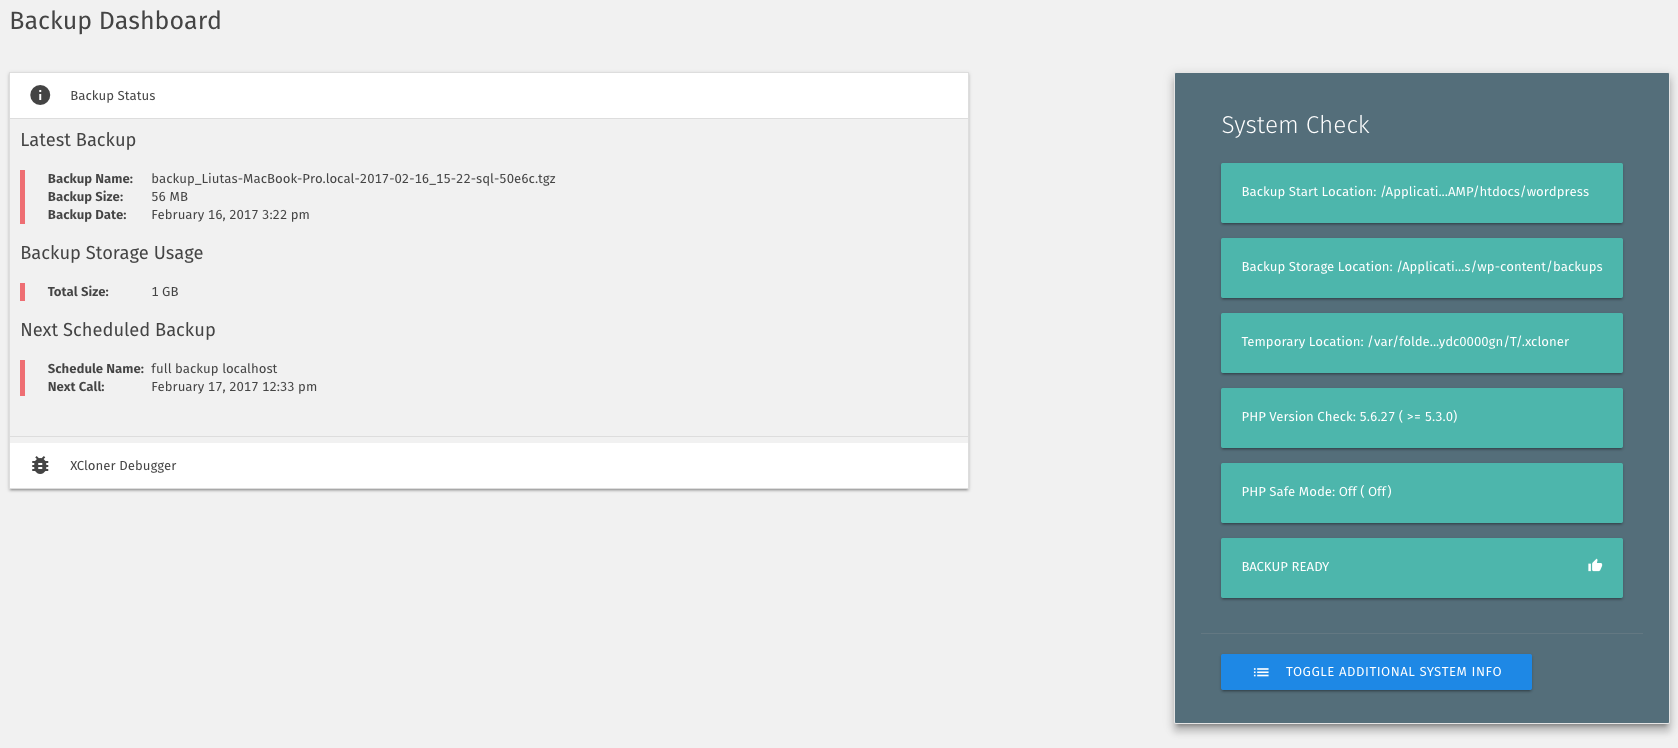 Backup Dashboard
Backup Status
Latest Backup
Backup Name: backup_Liutas-MacBook-Pro.local-2017-02-16_15-22-sql-50e6c.tgz
Backup Size: 56 MB
Backup Date: February 16, 2017 3:22 pm
Backup Storage Usage
Total Size: 1 GB
Next Scheduled Backup
Schedule Name: full backup localhost
Next Call: February 17, 2017 12:33 pm
XCloner Debugger
System Check
Backup Start Location: /Applicati...AMP/htdocs/wordpress
Backup Storage Location: /Applicati...s/wp-content/backups
Temporary Location: /var/folde...ydc0000gn/T/.xcloner
PHP Version Check: 5.6.27 ( >= 5.3.0)
PHP Safe Mode: Off ( Off)
BACKUP READY
TOGGLE ADDITIONAL SYSTEM INFO